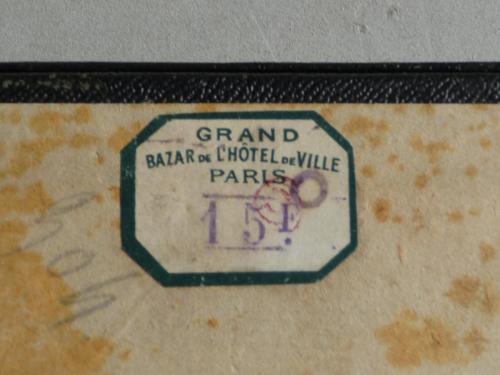 GRAND
BAZAR DE L'HÔTEL DE VILLE
PARIS
15F.